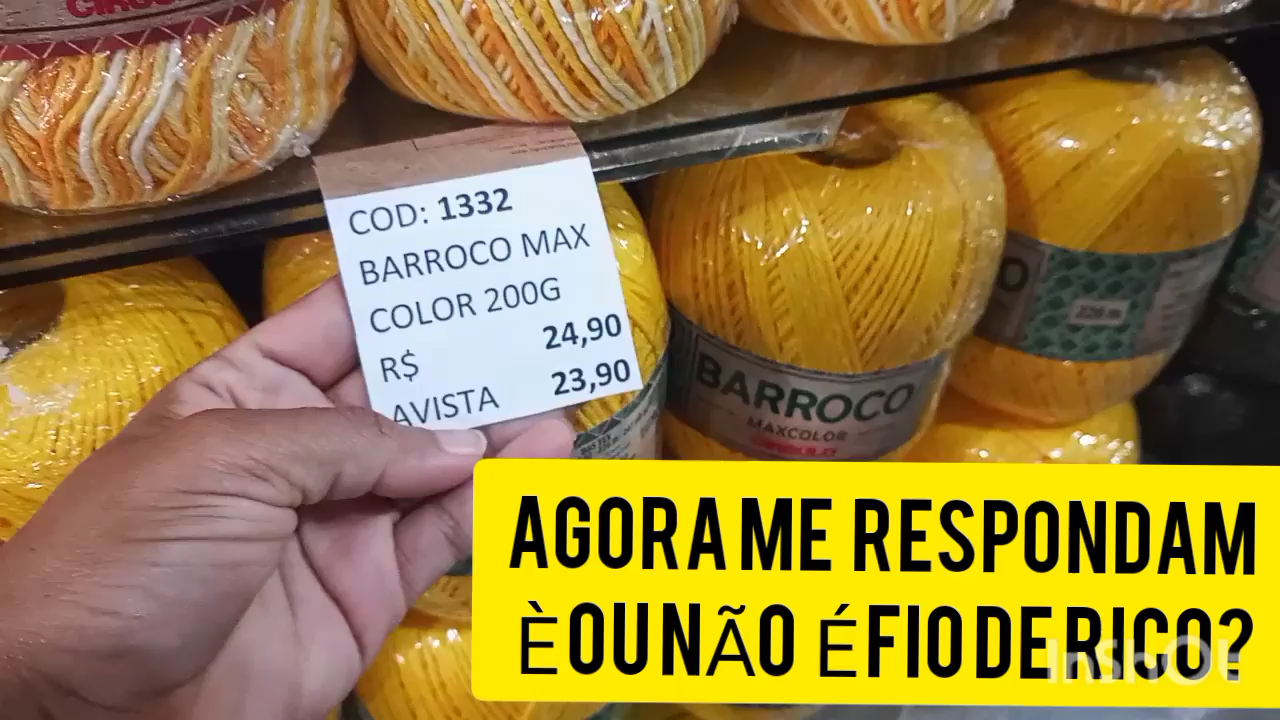 COD: 1332
BARROCO MAX
COLOR 200G
R$ 24,90
AVISTA 23,90
BARROCO
MAXCOLOR
AGORA ME RESPONDAM
È OU NÃO É FIO DE RICO?
InShOt